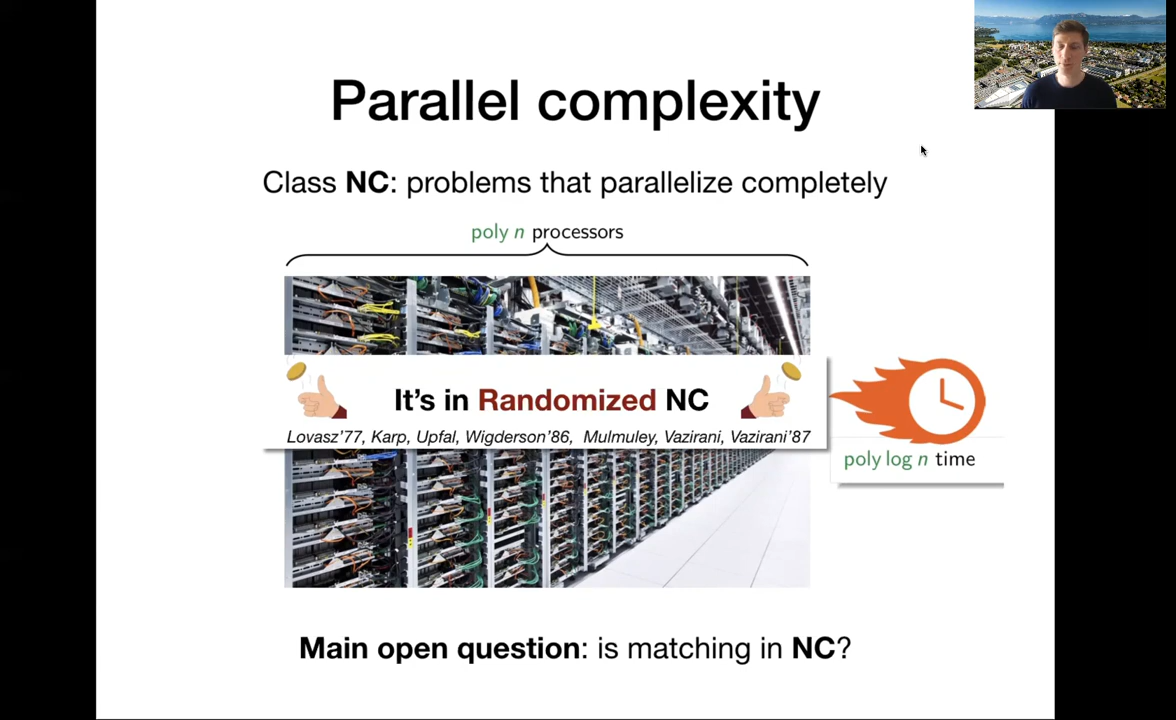 Parallel complexity
Class NC: problems that parallelize completely
poly n processors
It's in Randomized NC
Lovasz'77, Karp, Upfal, Wigderson'86, Mulmuley, Vazirani, Vazirani'87
poly log n time
Main open question: is matching in NC?